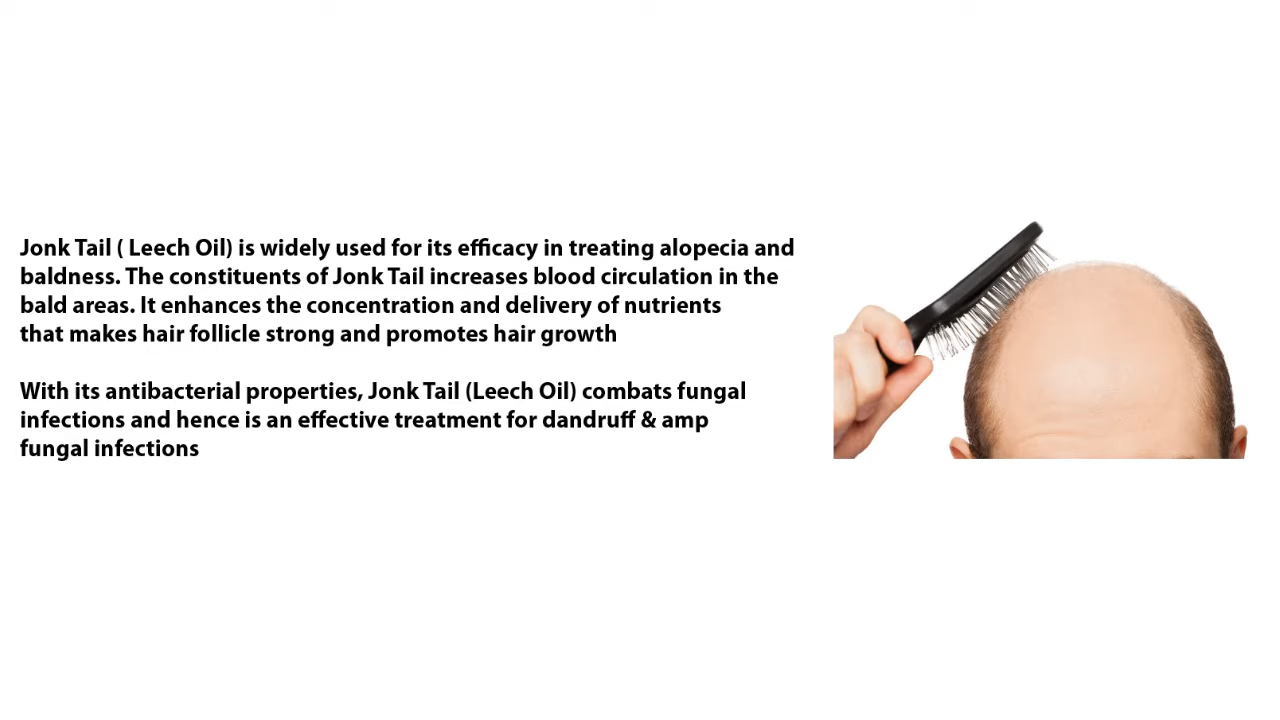 Jonk Tail ( Leech Oil) is widely used for its efficacy in treating alopecia and
baldness. The constituents of Jonk Tail increases blood circulation in the
bald areas. It enhances the concentration and delivery of nutrients
that makes hair follicle strong and promotes hair growth
With its antibacterial properties, Jonk Tail (Leech Oil) combats fungal
infections and hence is an effective treatment for dandruff & amp
fungal infections